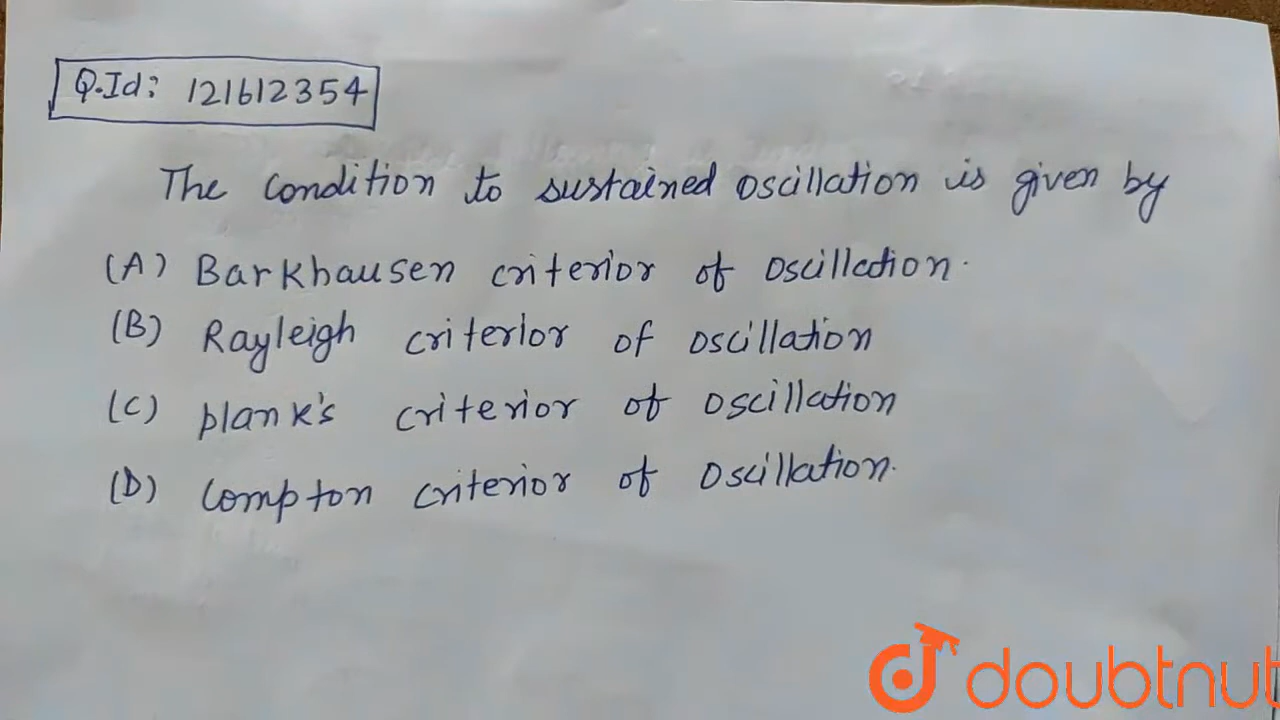 Q.Id: 121612354
The condition to sustained oscillation is given by
(A) Barkhausen criterior of oscillation.
(B) Rayleigh criterior of oscillation
(C) plank's criterior of oscillation
(D) Compton criterior of oscillation.
doubtnut